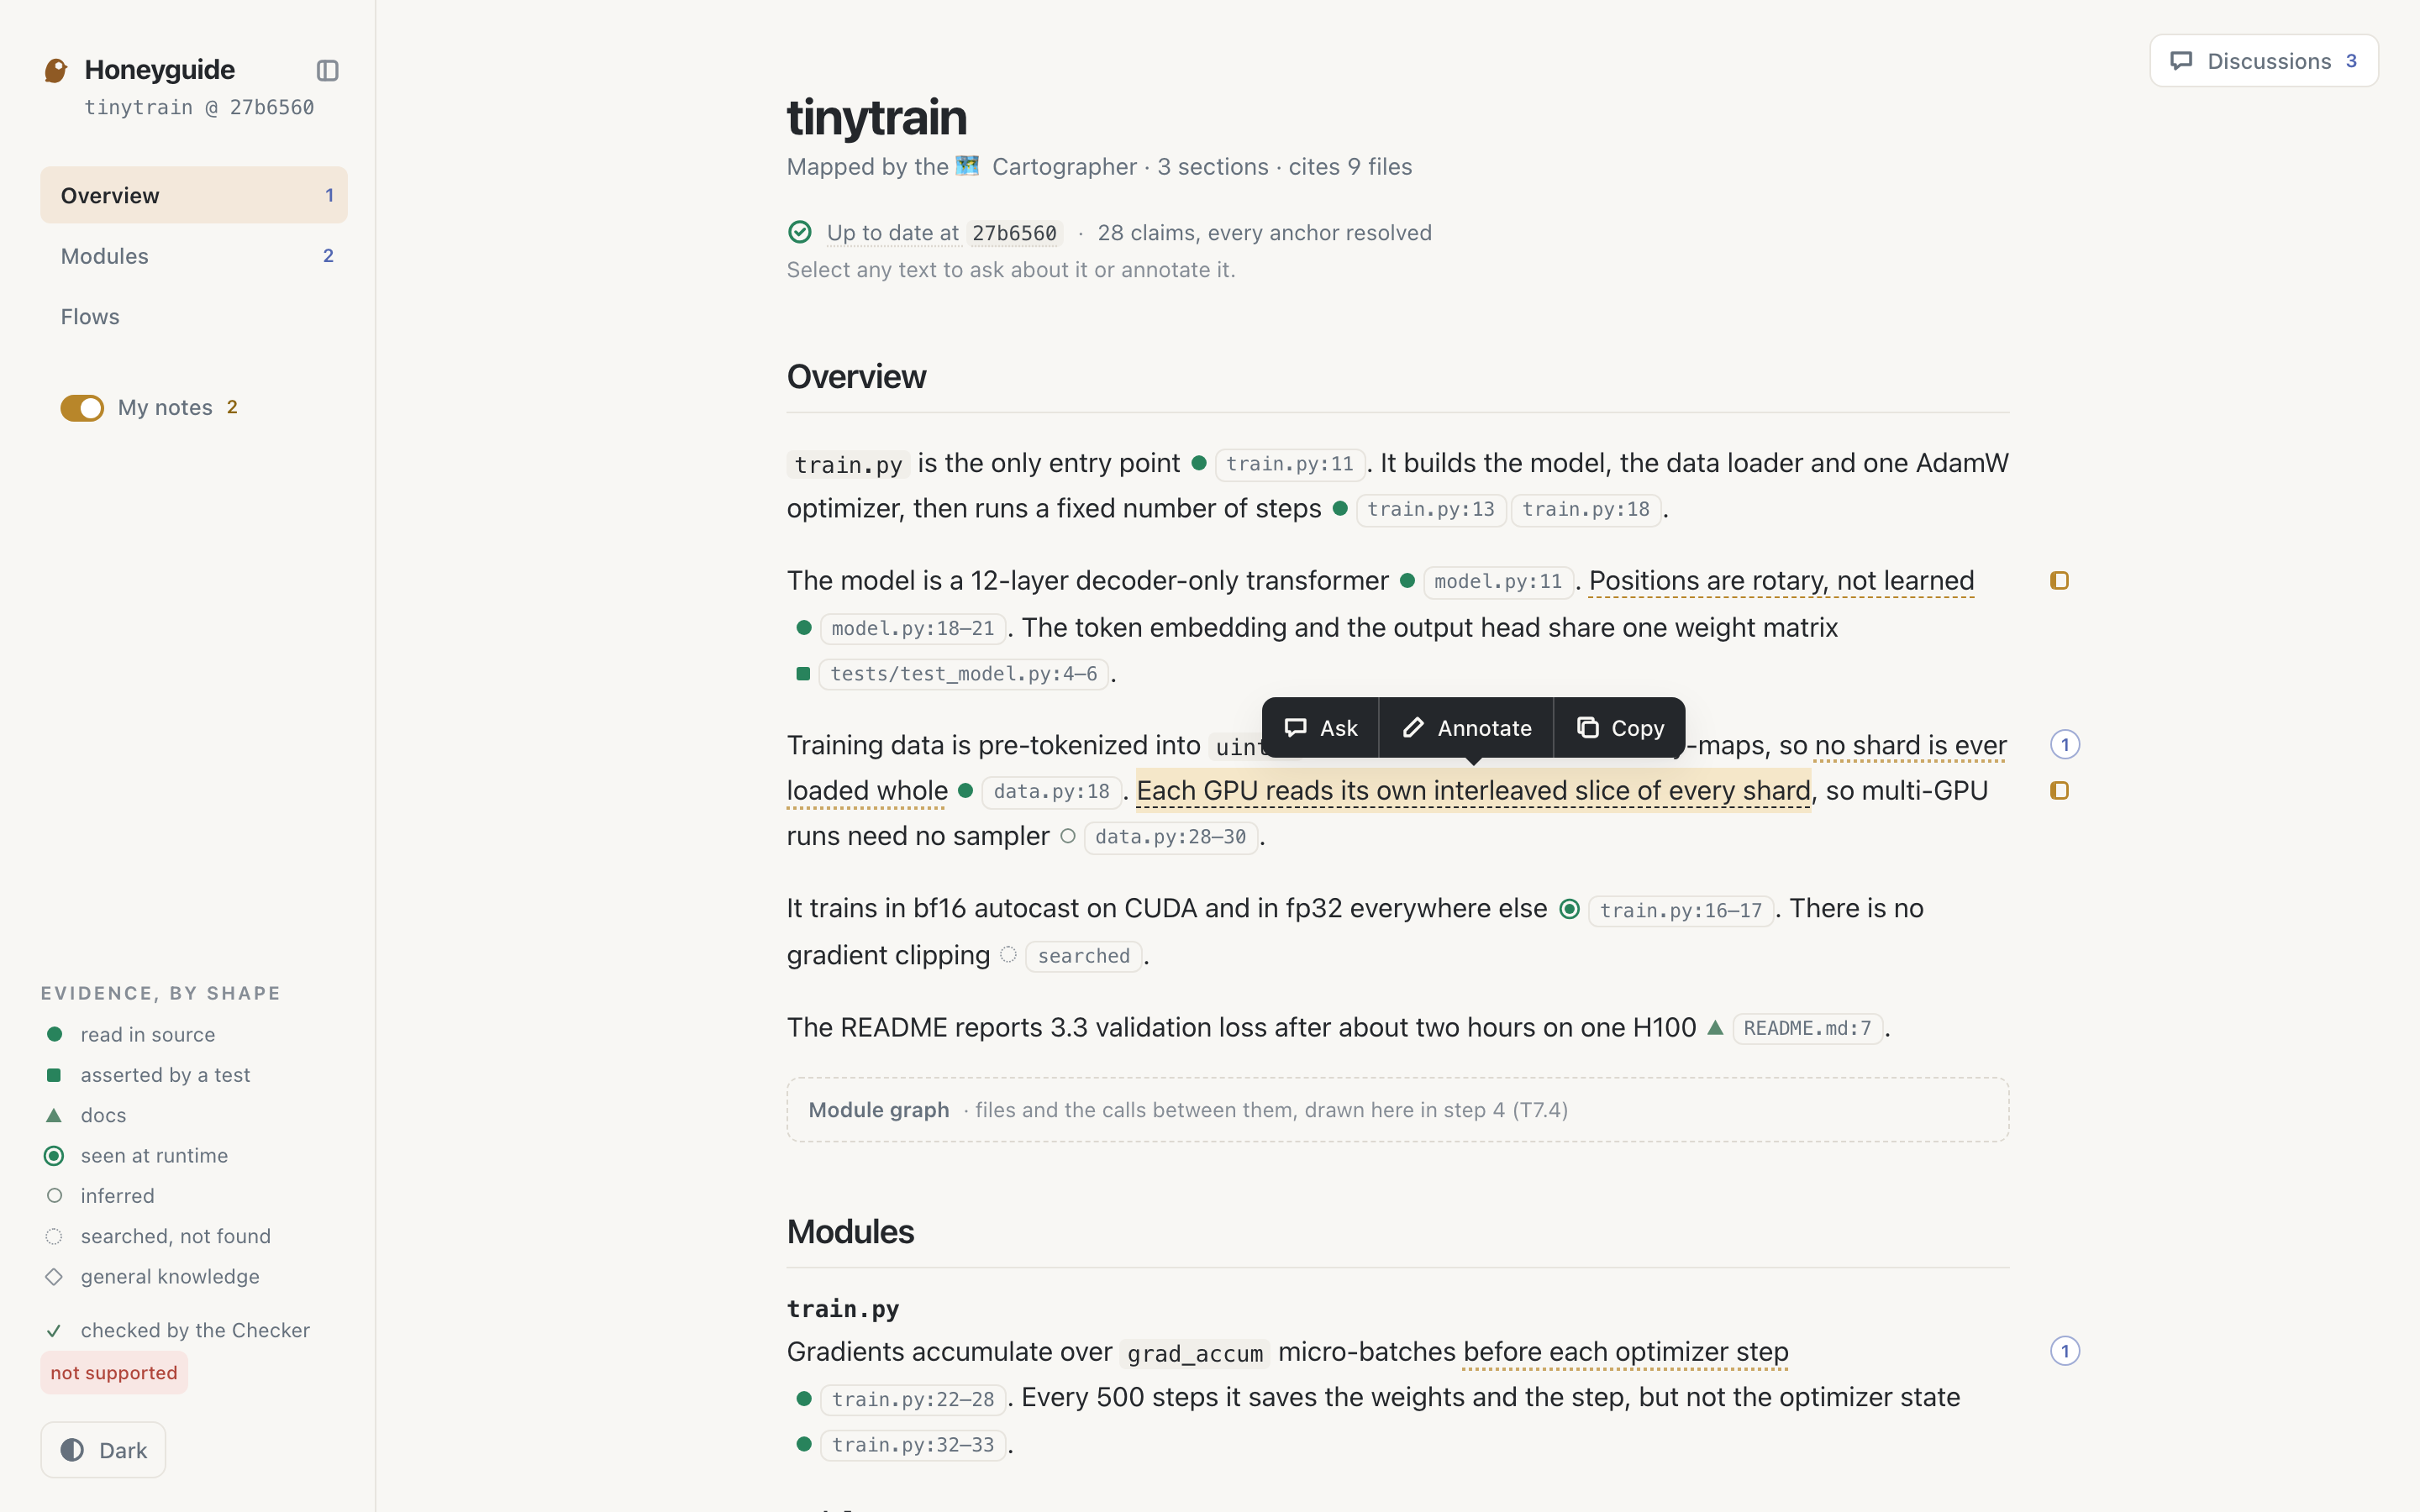 Honeyguide
tinytrain @ 27b6560
Overview 1
Modules 2
Flows
My notes 2
EVIDENCE, BY SHAPE
read in source
asserted by a test
docs
seen at runtime
inferred
searched, not found
general knowledge
checked by the Checker
not supported
Dark
Discussions 3
tinytrain
Mapped by the Cartographer · 3 sections · cites 9 files
Up to date at 27b6560 · 28 claims, every anchor resolved
Select any text to ask about it or annotate it.
Overview
train.py is the only entry point train.py:11. It builds the model, the data loader and one AdamW
optimizer, then runs a fixed number of steps train.py:13 train.py:18.
The model is a 12-layer decoder-only transformer model.py:11. Positions are rotary, not learned
model.py:18–21. The token embedding and the output head share one weight matrix
tests/test_model.py:4–6.
Ask Annotate Copy
Training data is pre-tokenized into -maps, so no shard is ever 1
loaded whole data.py:18. Each GPU reads its own interleaved slice of every shard, so multi-GPU
runs need no sampler data.py:28–30.
It trains in bf16 autocast on CUDA and in fp32 everywhere else train.py:16–17. There is no
gradient clipping searched.
The README reports 3.3 validation loss after about two hours on one H100 README.md:7.
Module graph · files and the calls between them, drawn here in step 4 (T7.4)
Modules
train.py
Gradients accumulate over grad_accum micro-batches before each optimizer step 1
train.py:22–28. Every 500 steps it saves the weights and the step, but not the optimizer state
train.py:32–33.